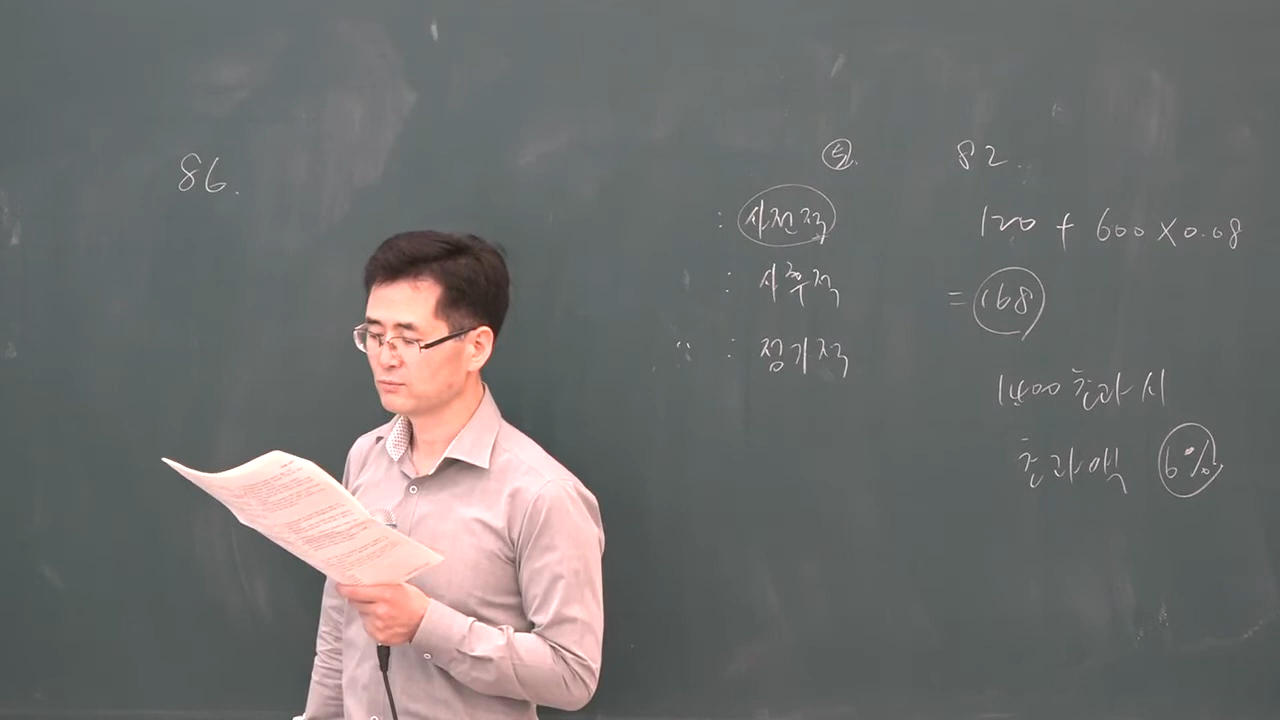 86.
⑤.
: 사전적
: 사후적
: 정기적
82.
120 + 600 × 0.08
= 168
1400 초과시
초과액 6%